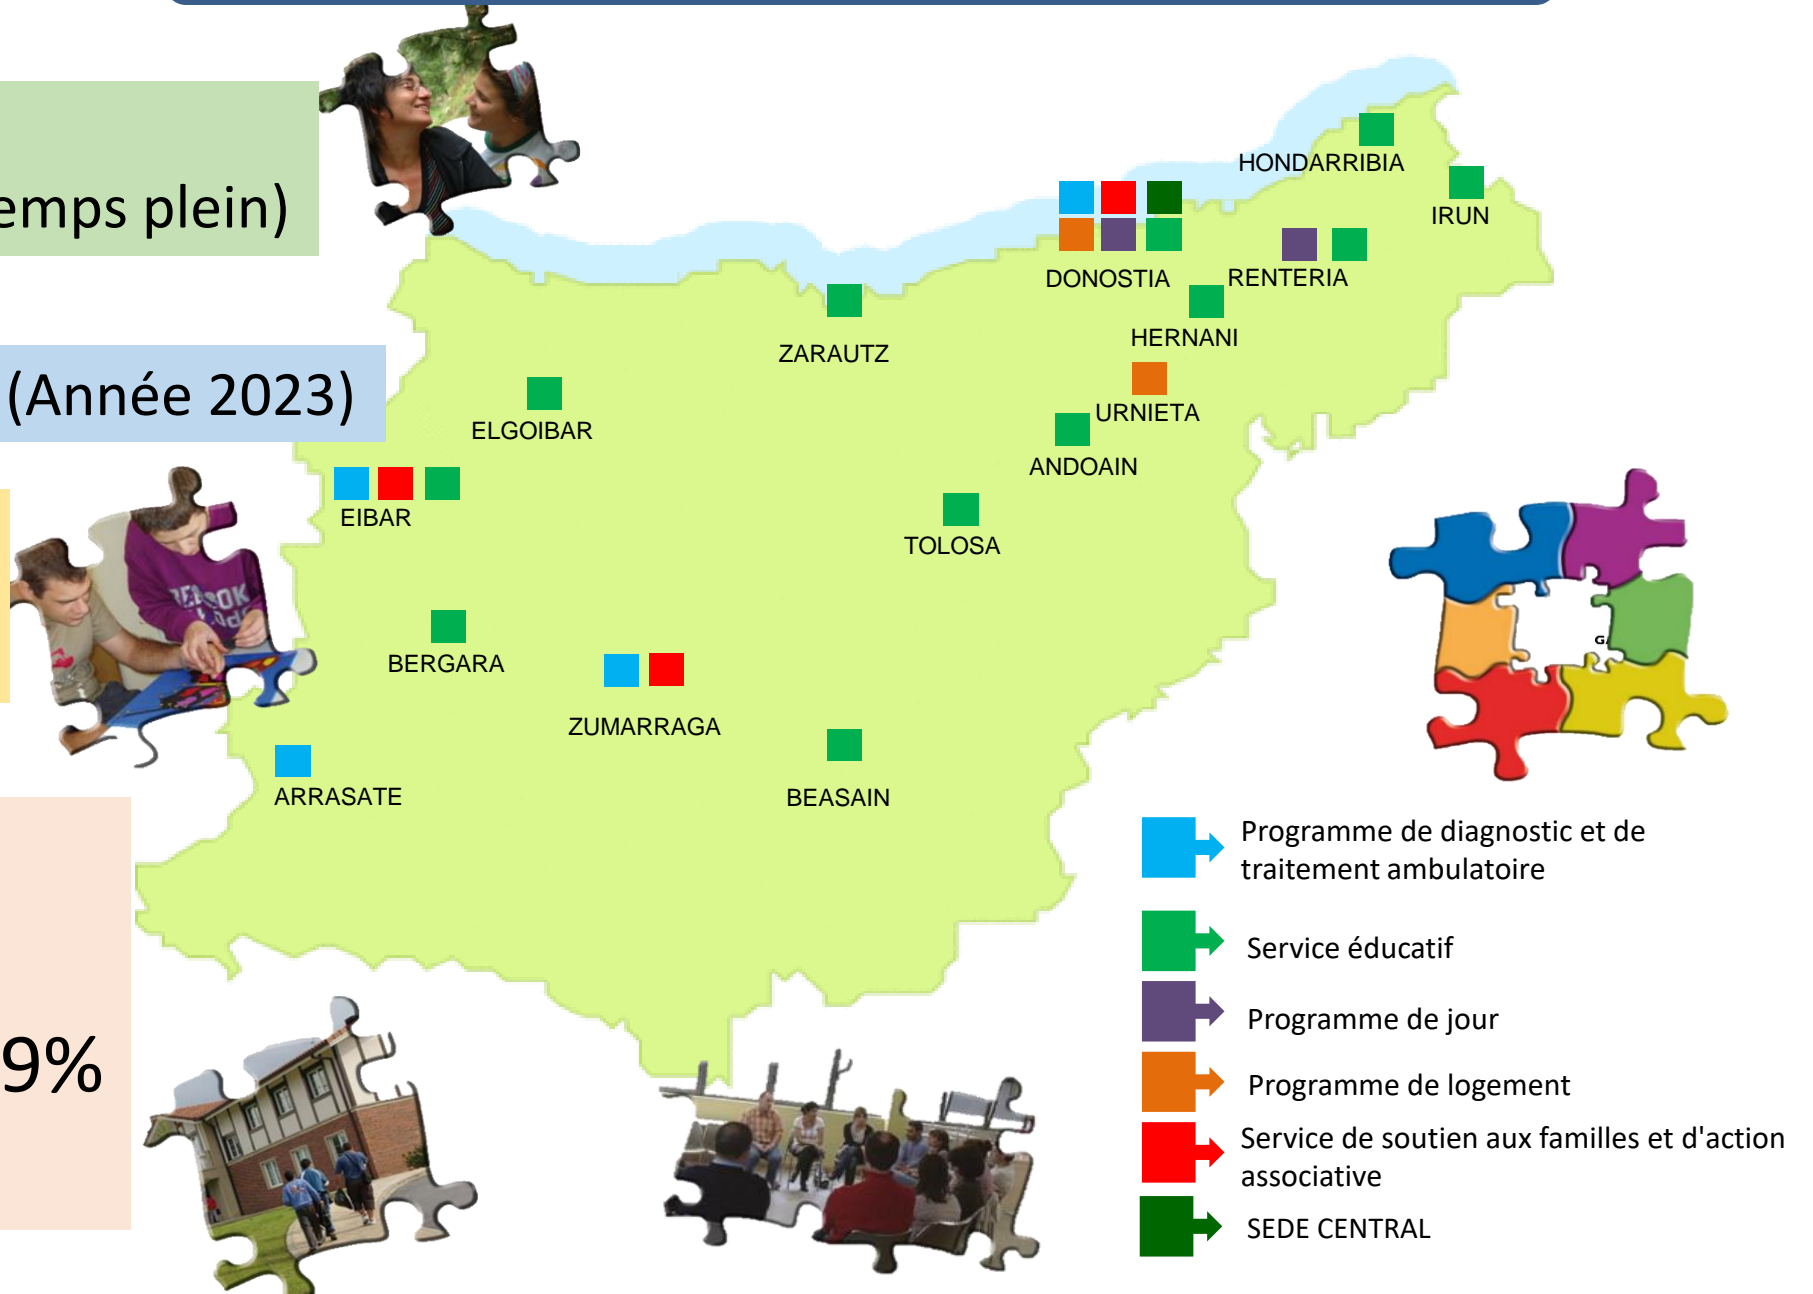 emps plein)
(Année 2023)
9%
HONDARRIBIA
IRUN
DONOSTIA
RENTERIA
HERNANI
ZARAUTZ
URNIETA
ELGOIBAR
ANDOAIN
EIBAR
TOLOSA
BERGARA
ZUMARRAGA
ARRASATE
BEASAIN
Programme de diagnostic et de
traitement ambulatoire
Service éducatif
Programme de jour
Programme de logement
Service de soutien aux familles et d'action
associative
SEDE CENTRAL